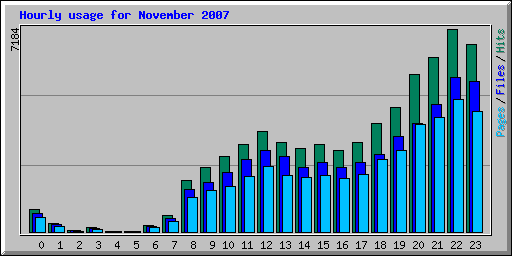 Hourly usage for November 2007
7184
Pages/Files/Hits
0 1 2 3 4 5 6 7 8 9 10 11 12 13 14 15 16 17 18 19 20 21 22 23